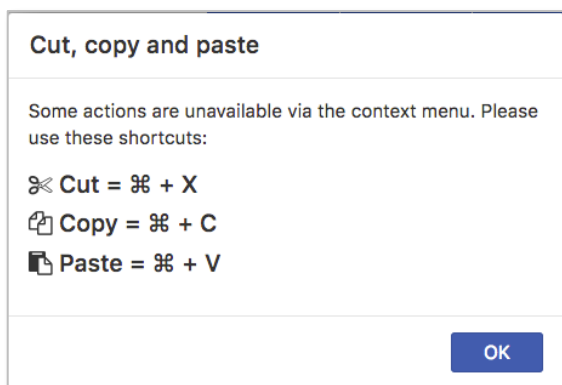 Cut, copy and paste
Some actions are unavailable via the context menu. Please
use these shortcuts:
Cut = ⌘ + X
Copy = ⌘ + C
Paste = ⌘ + V
OK